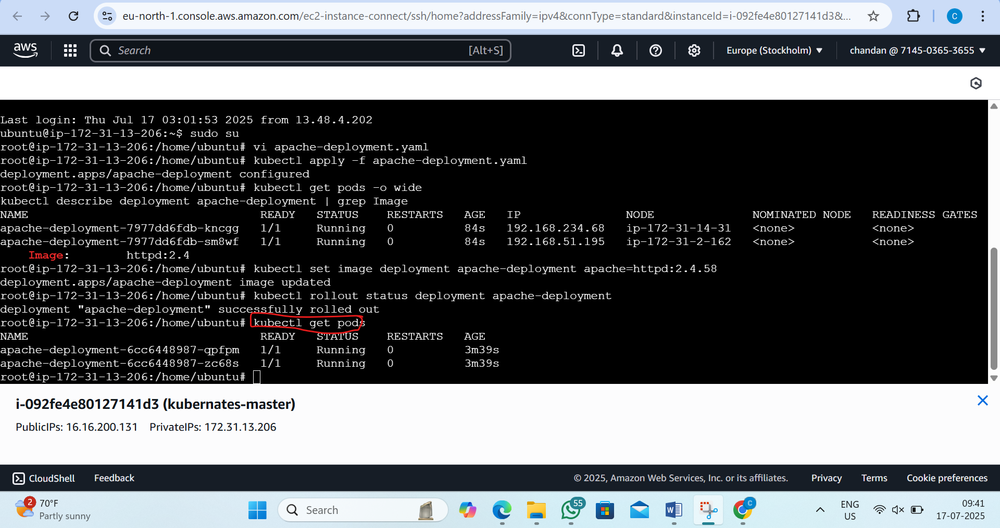 eu-north-1.console.aws.amazon.com/ec2-instance-connect/ssh/home?addressFamily=ipv4&connType=standard&instanceId=i-092fe4e80127141d3&...
C
aws
Search [Alt+S]
Europe (Stockholm)
chandan @ 7145-0365-3655
Last login: Thu Jul 17 03:01:53 2025 from 13.48.4.202
ubuntu@ip-172-31-13-206:~$ sudo su
root@ip-172-31-13-206:/home/ubuntu# vi apache-deployment.yaml
root@ip-172-31-13-206:/home/ubuntu# kubectl apply -f apache-deployment.yaml
deployment.apps/apache-deployment configured
root@ip-172-31-13-206:/home/ubuntu# kubectl get pods -o wide
kubectl describe deployment apache-deployment | grep Image
NAME READY STATUS RESTARTS AGE IP NODE NOMINATED NODE READINESS GATES
apache-deployment-7977dd6fdb-kncgg 1/1 Running 0 84s 192.168.234.68 ip-172-31-14-31 <none> <none>
apache-deployment-7977dd6fdb-sm8wf 1/1 Running 0 84s 192.168.51.195 ip-172-31-2-162 <none> <none>
Image: httpd:2.4
root@ip-172-31-13-206:/home/ubuntu# kubectl set image deployment apache-deployment apache=httpd:2.4.58
deployment.apps/apache-deployment image updated
root@ip-172-31-13-206:/home/ubuntu# kubectl rollout status deployment apache-deployment
deployment "apache-deployment" successfully rolled out
root@ip-172-31-13-206:/home/ubuntu# kubectl get pods
NAME READY STATUS RESTARTS AGE
apache-deployment-6cc6448987-qpfpm 1/1 Running 0 3m39s
apache-deployment-6cc6448987-zc68s 1/1 Running 0 3m39s
root@ip-172-31-13-206:/home/ubuntu#
i-092fe4e80127141d3 (kubernates-master)
PublicIPs: 16.16.200.131 PrivateIPs: 172.31.13.206
CloudShell Feedback © 2025, Amazon Web Services, Inc. or its affiliates. Privacy Terms Cookie preferences
2
70°F
Partly sunny
Search
55
W
C
ENG
US
09:41
17-07-2025